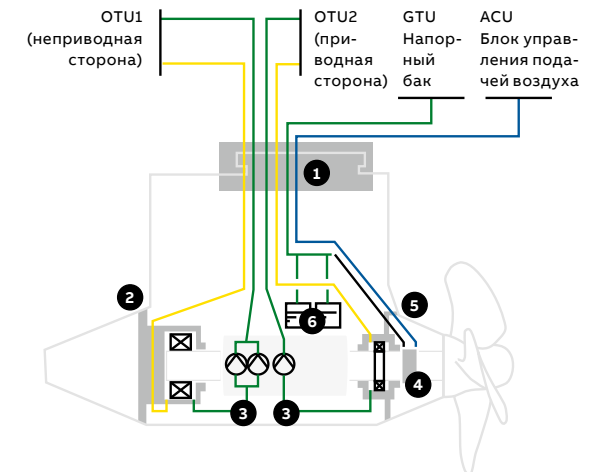 OTU1
(неприводная
сторона)
OTU2
(при-
водная
сторона)
GTU
Напор-
ный
бак
ACU
Блок управ-
ления пода-
чей воздуха
1
2
5
6
4
3
3